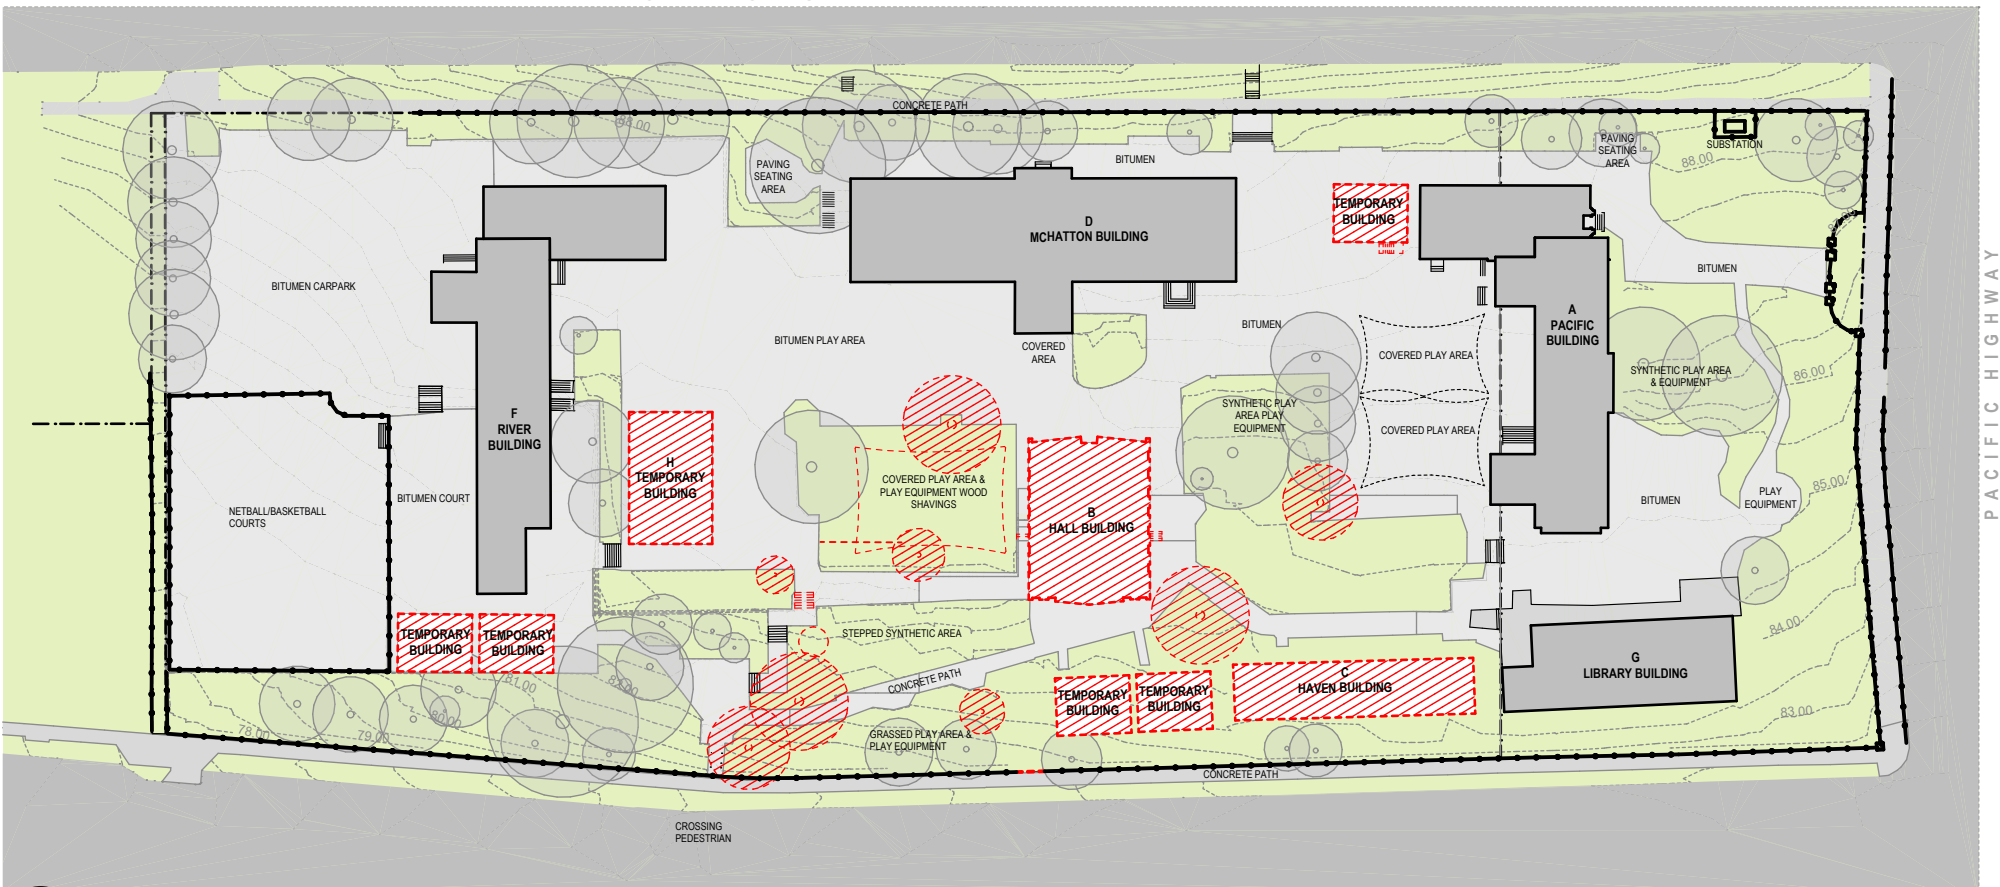 CONCRETE PATH
88.00
PAVING
SEATING
AREA
BITUMEN
PAVING
SEATING
AREA
SUBSTATION
88.00
D
MCHATTON BUILDING
TEMPORARY
BUILDING
BITUMEN
PACIFIC HIGHWAY
BITUMEN CARPARK
BITUMEN PLAY AREA
COVERED
AREA
BITUMEN
A
PACIFIC
BUILDING
COVERED PLAY AREA
SYNTHETIC PLAY AREA
& EQUIPMENT
86.00
F
RIVER
BUILDING
SYNTHETIC PLAY
AREA PLAY
EQUIPMENT
COVERED PLAY AREA
H
TEMPORARY
BUILDING
COVERED PLAY AREA &
PLAY EQUIPMENT WOOD
SHAVINGS
85.00
NETBALL/BASKETBALL
COURTS
BITUMEN COURT
B
HALL BUILDING
BITUMEN
PLAY
EQUIPMENT
TEMPORARY
BUILDING
TEMPORARY
BUILDING
STEPPED SYNTHETIC AREA
84.00
G
LIBRARY BUILDING
C
HAVEN BUILDING
CONCRETE PATH
TEMPORARY
BUILDING
TEMPORARY
BUILDING
81.00
82.00
80.00
79.00
78.00
83.00
GRASSED PLAY AREA &
PLAY EQUIPMENT
CONCRETE PATH
CROSSING
PEDESTRIAN